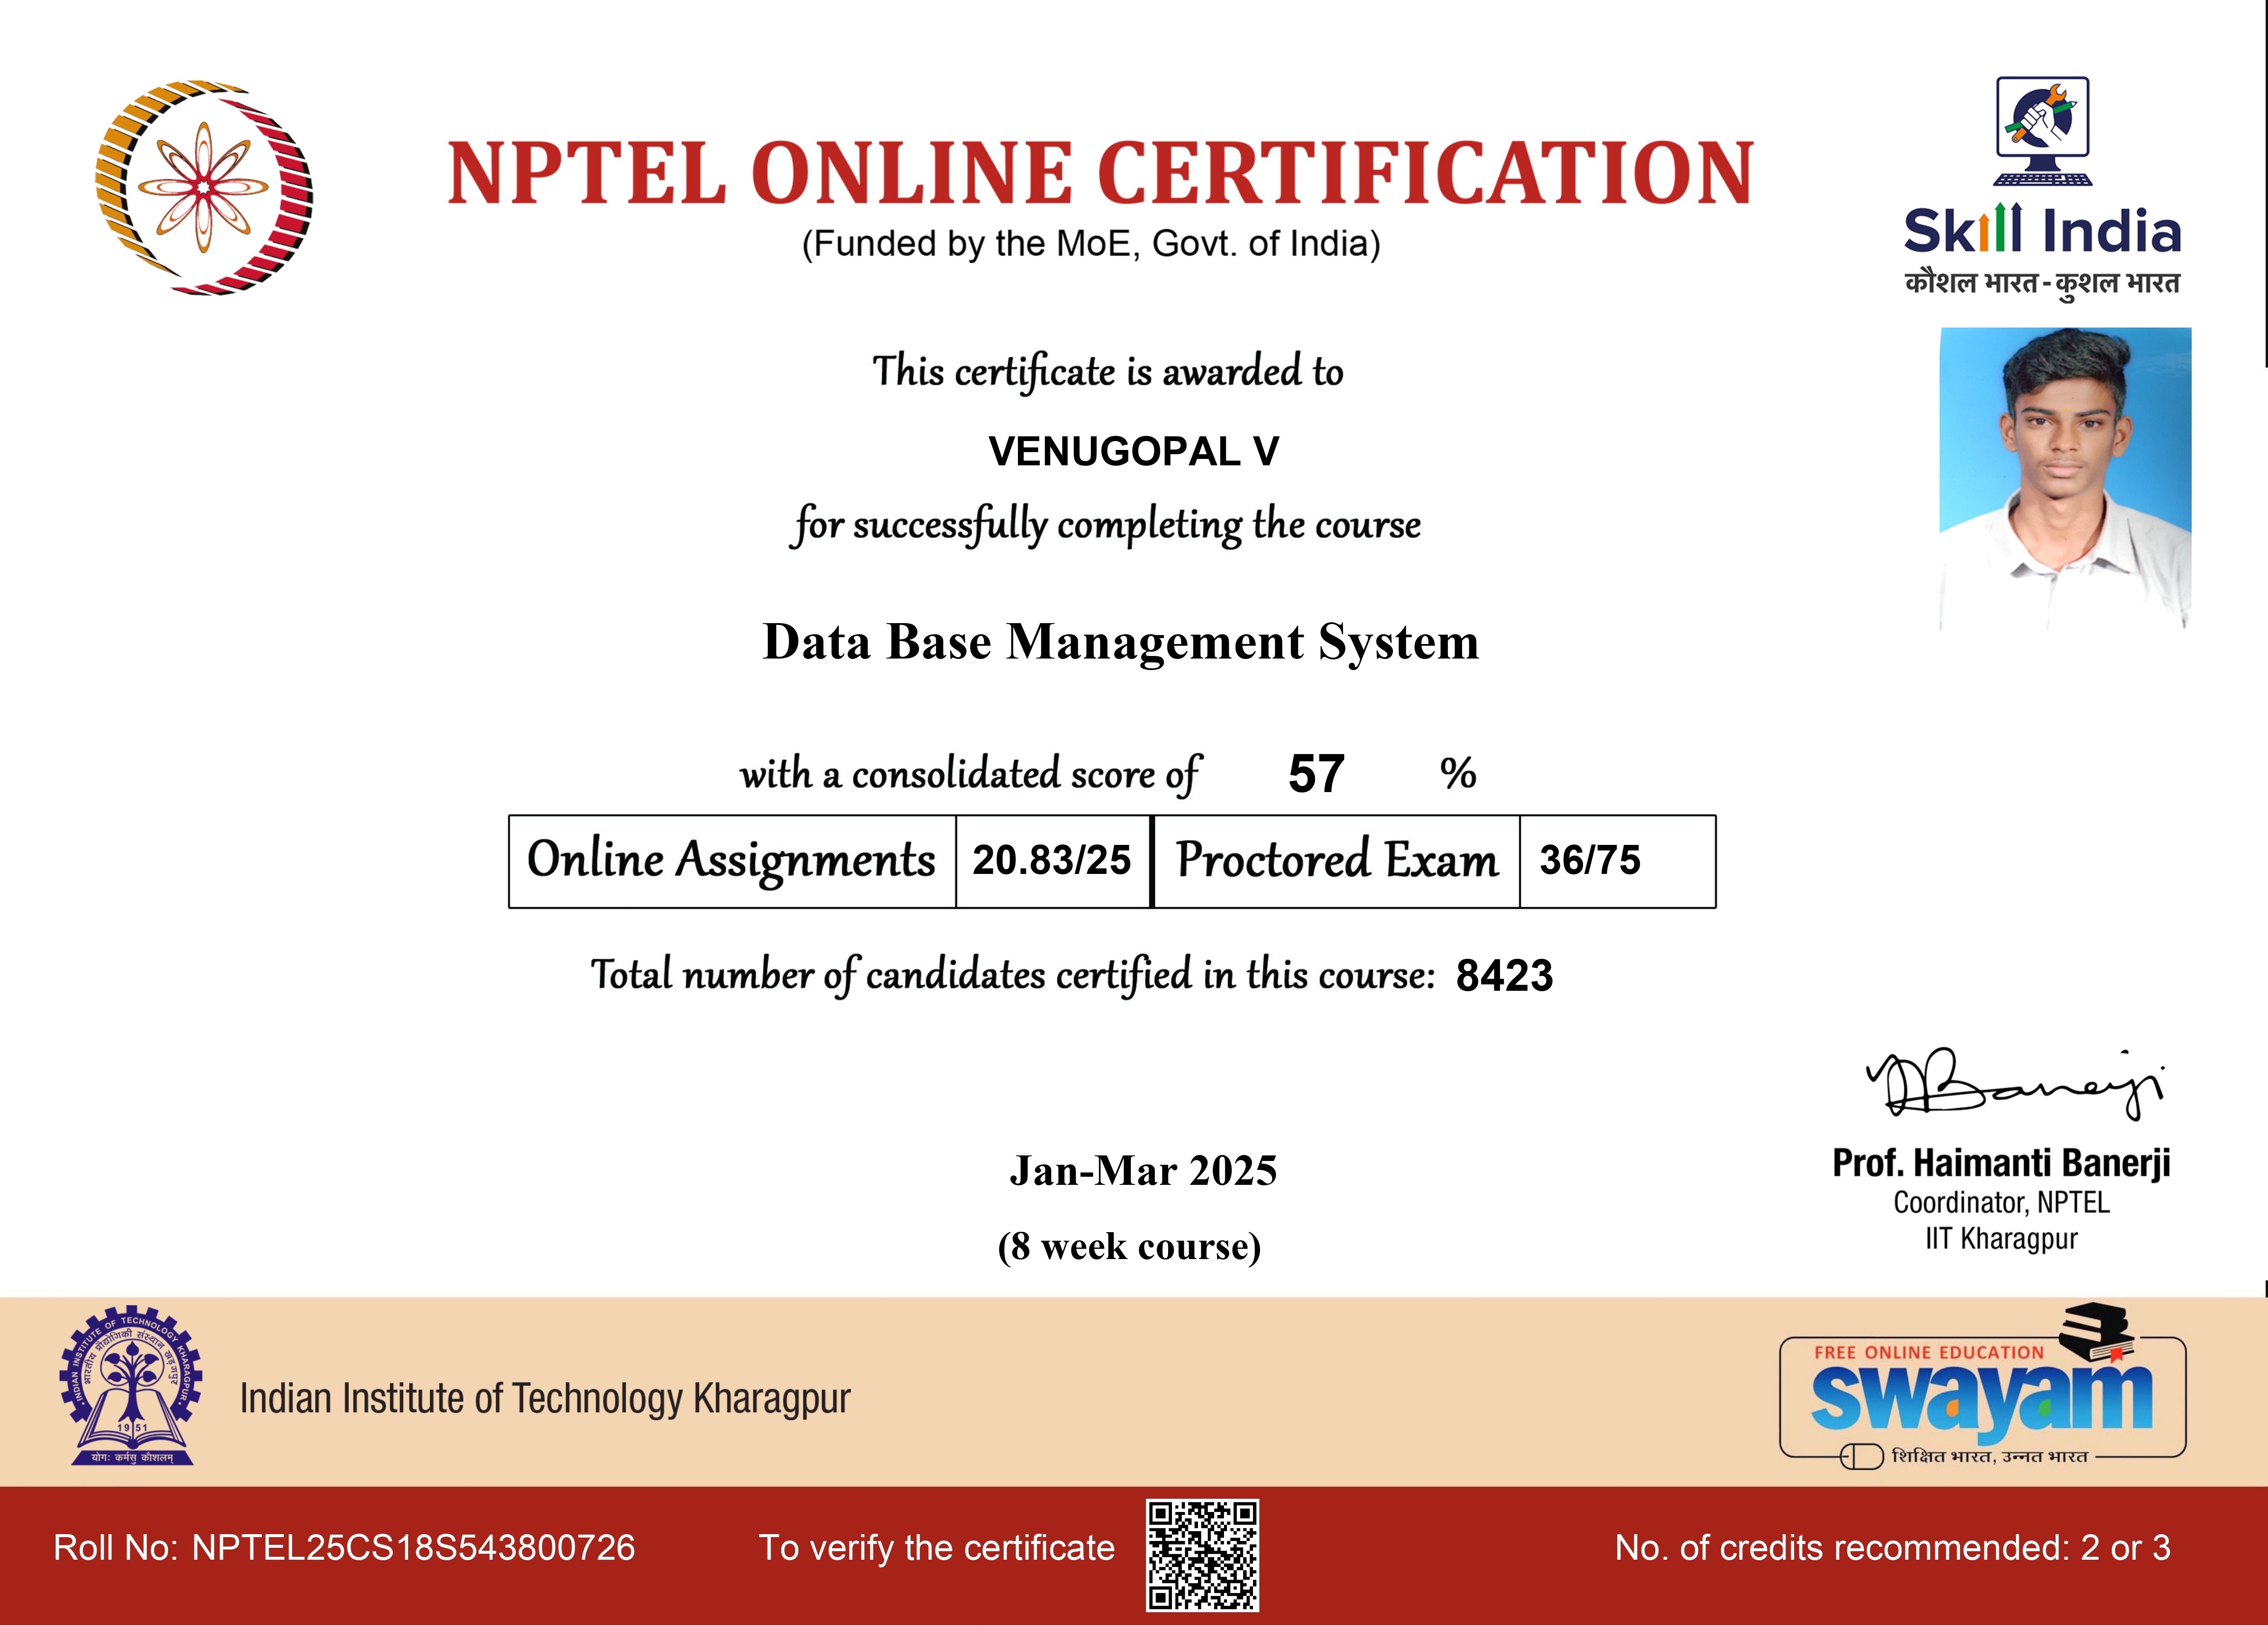 NPTEL ONLINE CERTIFICATION
(Funded by the MoE, Govt. of India)
Skill India
कौशल भारत - कुशल भारत
This certificate is awarded to
VENUGOPAL V
for successfully completing the course
Data Base Management System
with a consolidated score of 57 %
Online Assignments 20.83/25 Proctored Exam 36/75
Total number of candidates certified in this course: 8423
Banerji
Prof. Haimanti Banerji
Coordinator, NPTEL
IIT Kharagpur
Jan-Mar 2025
(8 week course)
INDIAN INSTITUTE OF TECHNOLOGY KHARAGPUR
भारतीय प्रौद्योगिकी संस्थान खड़गपुर
1951
योगः कर्मसु कौशलम्
Indian Institute of Technology Kharagpur
FREE ONLINE EDUCATION
swayam
शिक्षित भारत, उन्नत भारत
Roll No: NPTEL25CS18S543800726
To verify the certificate
No. of credits recommended: 2 or 3